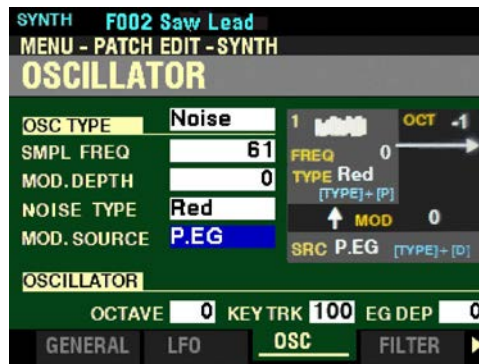 SYNTH F002 Saw Lead
MENU - PATCH EDIT - SYNTH
OSCILLATOR
OSC TYPE Noise
SMPL FREQ 61
MOD.DEPTH 0
NOISE TYPE Red
MOD. SOURCE P.EG
1 OCT -1
FREQ 0
TYPE Red
[TYPE]+[P]
MOD 0
SRC P.EG [TYPE]+[D]
OSCILLATOR
OCTAVE 0 KEY TRK 100 EG DEP 0
GENERAL LFO OSC FILTER